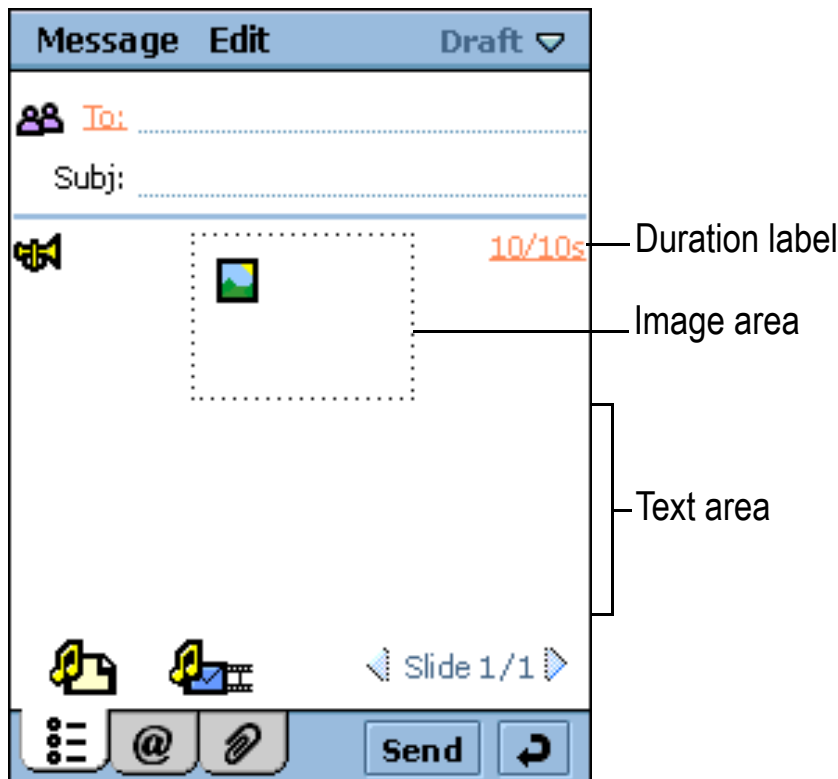 Message Edit Draft
To:
Subj:
10/10s
Duration label
Image area
Text area
Slide 1/1
@
Send